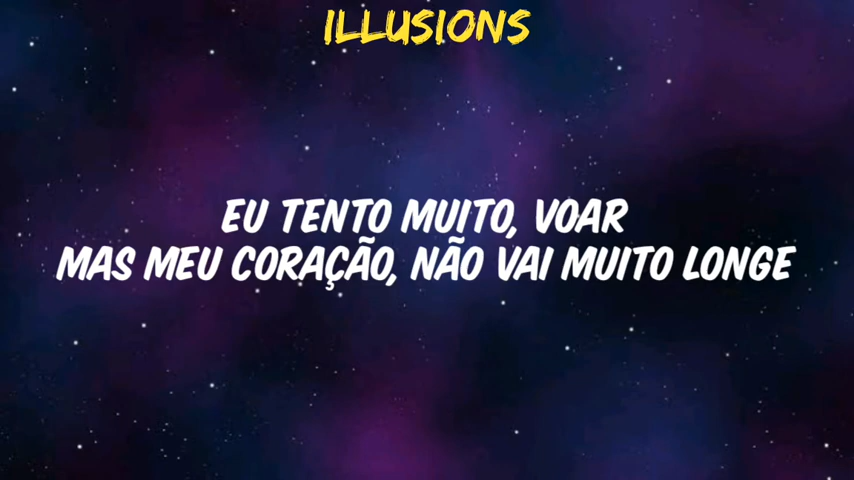 ILLUSIONS
EU TENTO MUITO, VOAR
MAS MEU CORAÇÃO, NÃO VAI MUITO LONGE